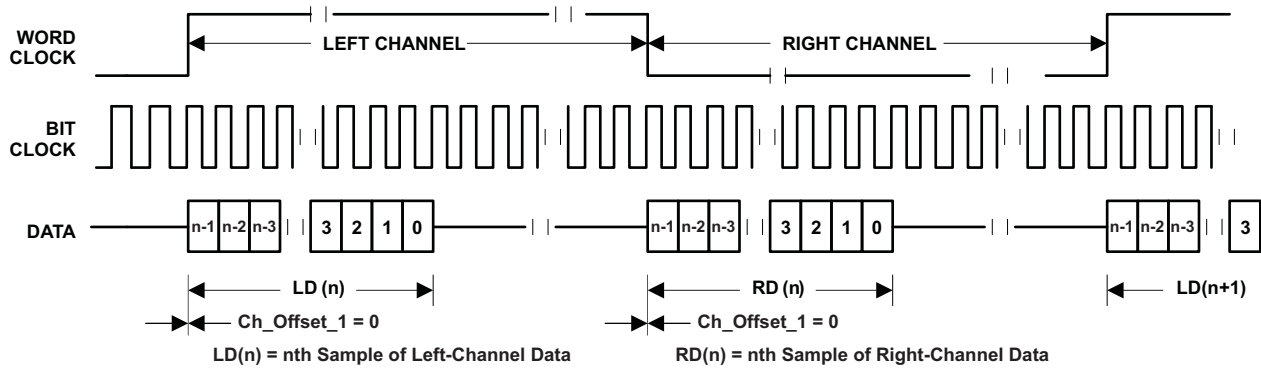 WORD
CLOCK
LEFT CHANNEL
RIGHT CHANNEL
BIT
CLOCK
DATA
n-1 n-2 n-3 3 2 1 0
n-1 n-2 n-3 3 2 1 0
n-1 n-2 n-3 3
LD (n)
RD (n)
LD(n+1)
Ch_Offset_1 = 0
Ch_Offset_1 = 0
LD(n) = nth Sample of Left-Channel Data
RD(n) = nth Sample of Right-Channel Data